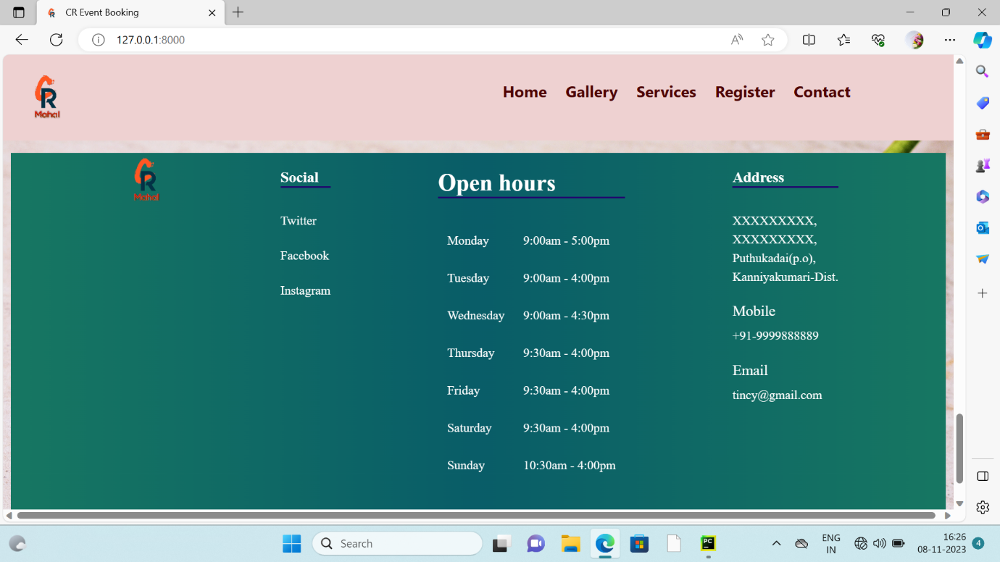 CR Event Booking
127.0.0.1:8000
CR
Mahal
Home Gallery Services Register Contact
CR
Mahal
Social
Twitter
Facebook
Instagram
Open hours
Monday 9:00am - 5:00pm
Tuesday 9:00am - 4:00pm
Wednesday 9:00am - 4:30pm
Thursday 9:30am - 4:00pm
Friday 9:30am - 4:00pm
Saturday 9:30am - 4:00pm
Sunday 10:30am - 4:00pm
Address
XXXXXXXXX,
XXXXXXXXX,
Puthukadai(p.o),
Kanniyakumari-Dist.
Mobile
+91-9999888889
Email
tincy@gmail.com
Search
PC
ENG
IN
16:26
08-11-2023
4